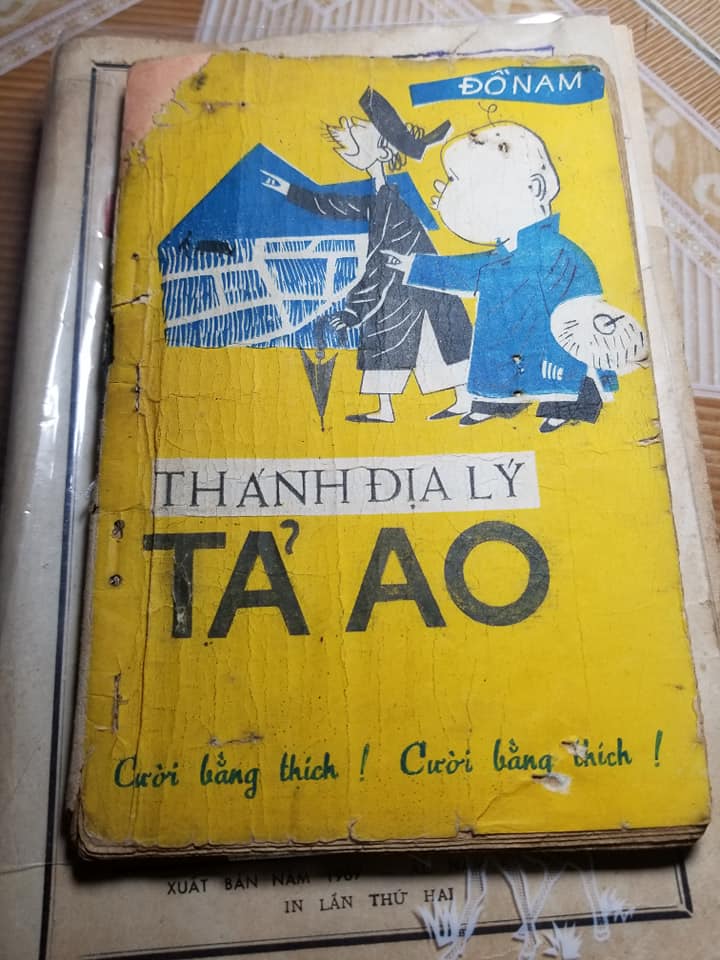 ĐỒ NAM
THÁNH ĐỊA LÝ
TẢ AO
Cười bằng thích ! Cười bằng thích !
XUẤT BẢN NĂM
IN LẦN THỨ HAI